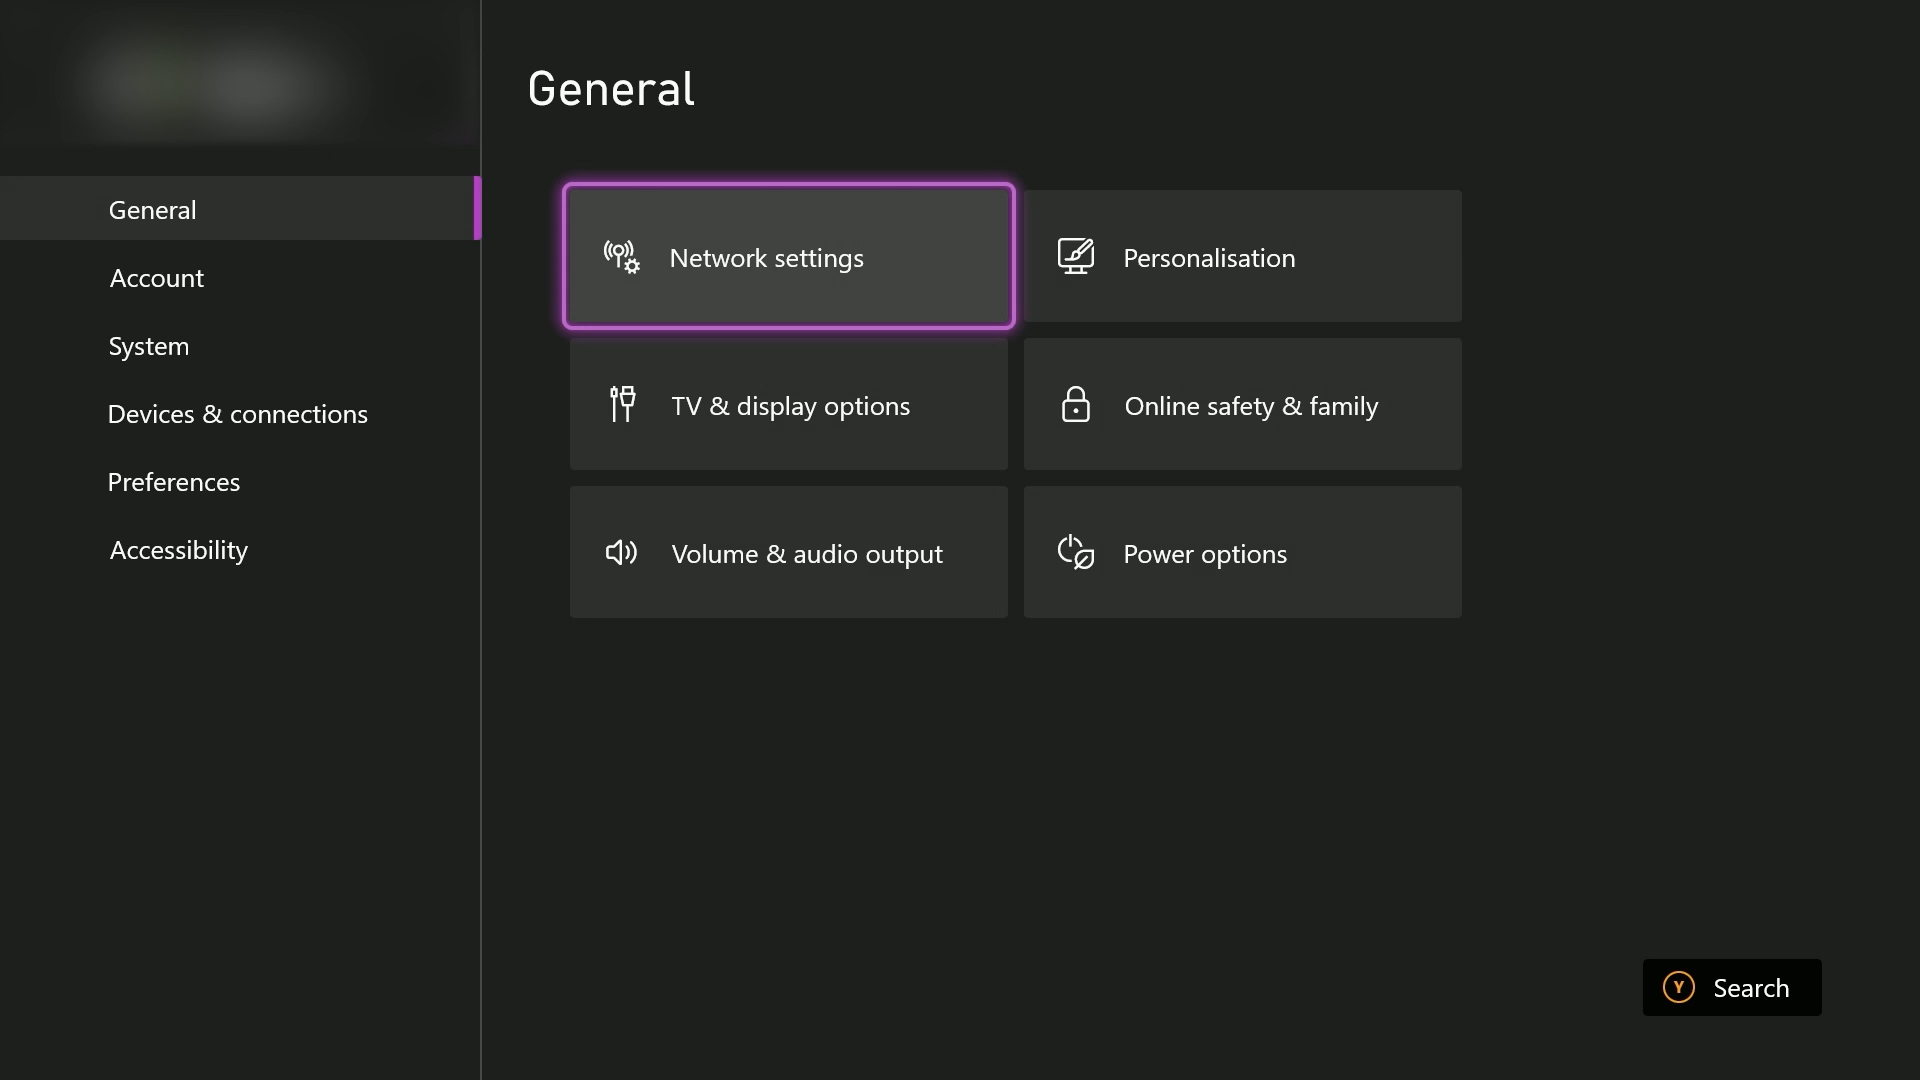 General
Account
System
Devices & connections
Preferences
Accessibility
General
Network settings
Personalisation
TV & display options
Online safety & family
Volume & audio output
Power options
Y Search